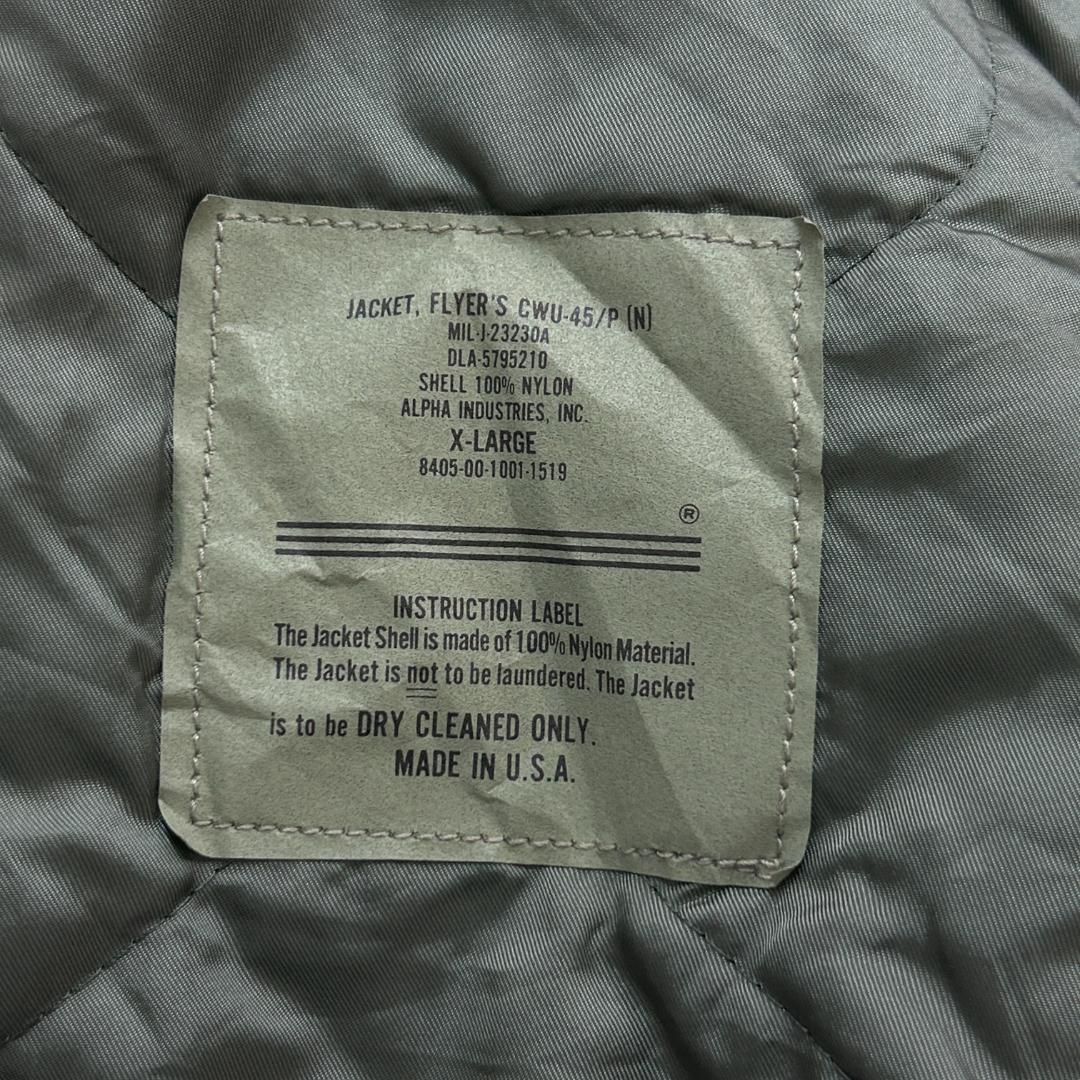 JACKET, FLYER'S CWU-45/P (N)
MIL-J-23230A
DLA-5795210
SHELL 100% NYLON
ALPHA INDUSTRIES, INC.
X-LARGE
8405-00-1001-1519
®
INSTRUCTION LABEL
The Jacket Shell is made of 100% Nylon Material.
The Jacket is not to be laundered. The Jacket
is to be DRY CLEANED ONLY.
MADE IN U.S.A.